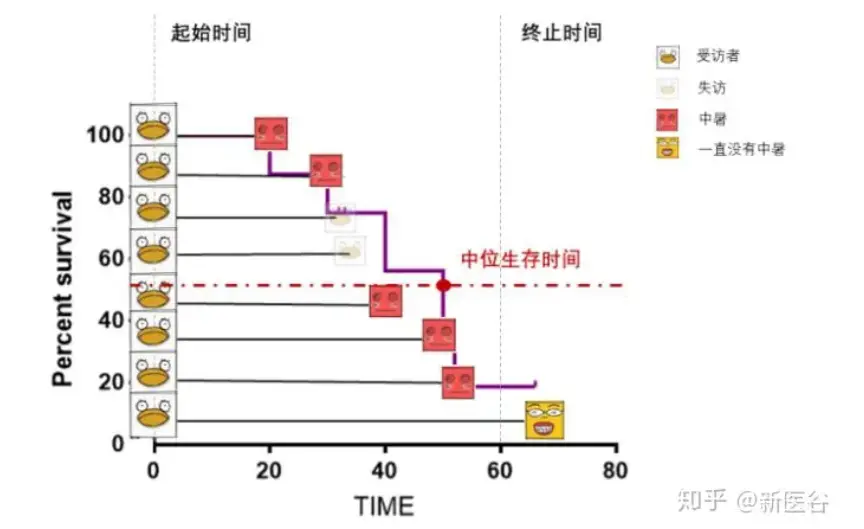 起始时间
终止时间
受访者
失访
中暑
一直没有中暑
100
80
60
40
20
0
Percent survival
中位生存时间
0
20
40
60
80
TIME
知乎 @新医谷